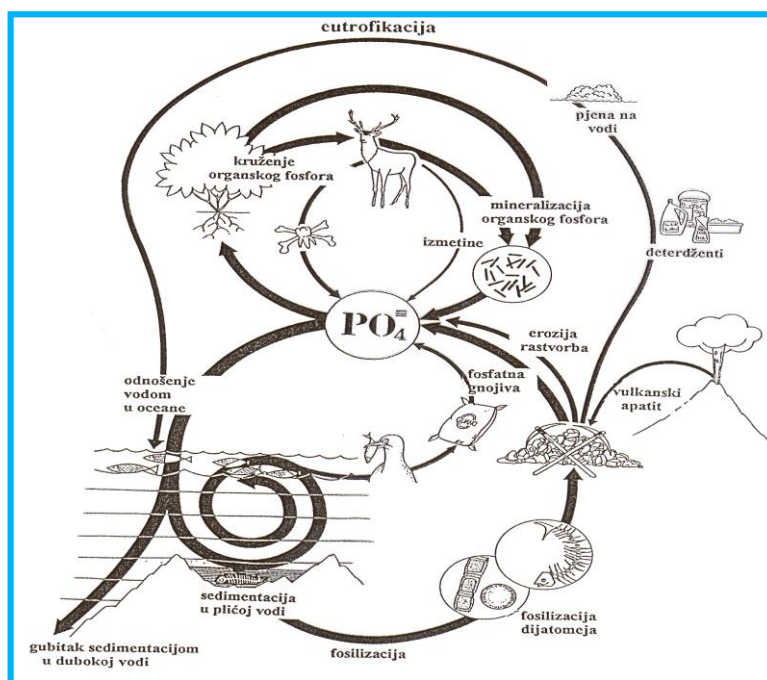 eutrofikacija
pjena na
vodi
kruženje
organskog fosfora
mineralizacija
organskog fosfora
izmetine
deterdženti
PO₄≡
erozija
rastvorba
odnošenje
vodom
u oceane
fosfatna
gnojiva
vulkanski
apatit
sedimentacija
u plićoj vodi
fosilizacija
dijatomeja
gubitak sedimentacijom
u dubokoj vodi
fosilizacija